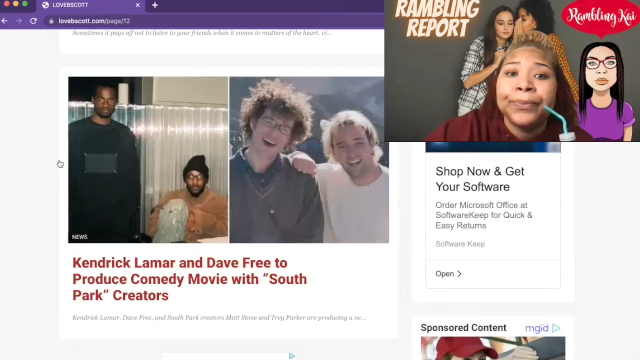 LOVEBSCOTT
lovebscott.com/page/12
Sometimes it pays off not to listen to your friends when it comes to matters of the heart. vi...
NEWS
Kendrick Lamar and Dave Free to
Produce Comedy Movie with “South
Park” Creators
Kendrick Lamar, Dave Free, and South Park creators Matt Stone and Trey Parker are producing a ne...
RAMBLING
REPORT
Rambling Kai
Shop Now & Get
Your Software
Order Microsoft Office at
SoftwareKeep for Quick &
Easy Returns
Software Keep
Open >
Sponsored Content
mgid